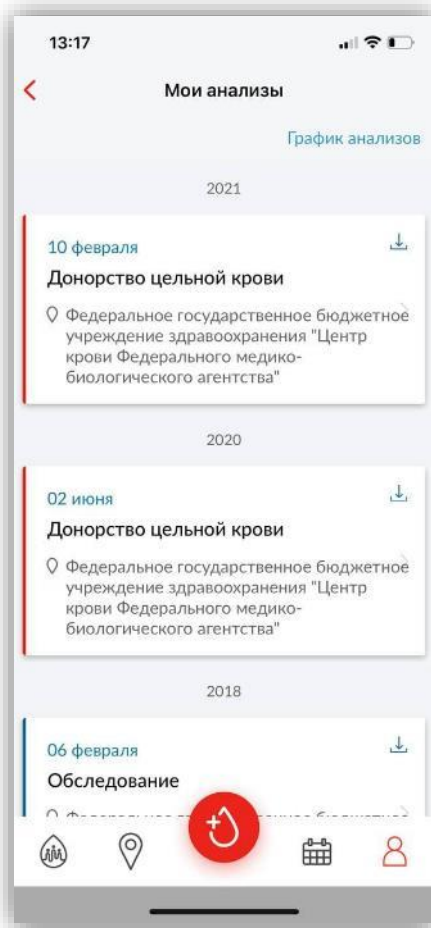 13:17
Мои анализы
График анализов
2021
10 февраля
Донорство цельной крови
Федеральное государственное бюджетное
учреждение здравоохранения "Центр
крови Федерального медико-
биологического агентства"
2020
02 июня
Донорство цельной крови
Федеральное государственное бюджетное
учреждение здравоохранения "Центр
крови Федерального медико-
биологического агентства"
2018
06 февраля
Обследование